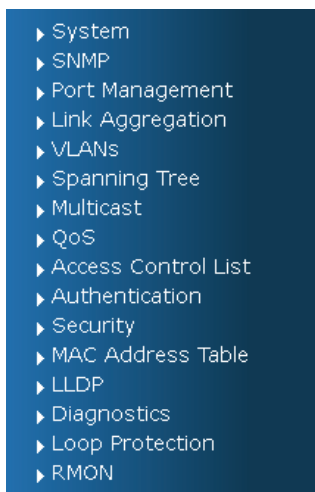 System
SNMP
Port Management
Link Aggregation
VLANs
Spanning Tree
Multicast
QoS
Access Control List
Authentication
Security
MAC Address Table
LLDP
Diagnostics
Loop Protection
RMON